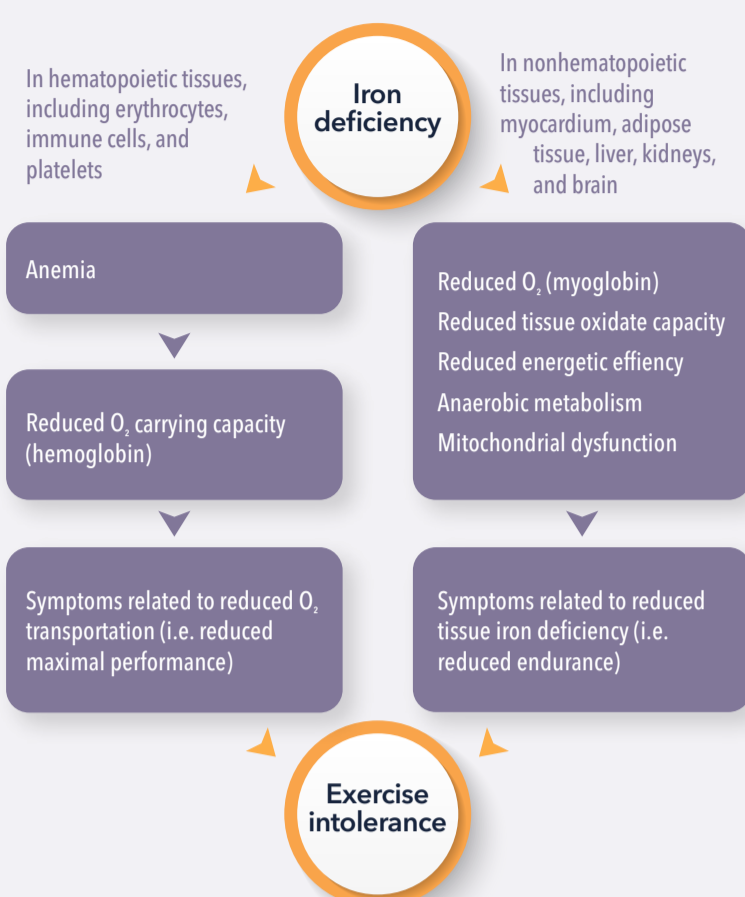 Iron
deficiency
In hematopoietic tissues,
including erythrocytes,
immune cells, and
platelets
In nonhematopoietic
tissues, including
myocardium, adipose
tissue, liver, kidneys,
and brain
Anemia
Reduced O₂ carrying capacity
(hemoglobin)
Symptoms related to reduced O₂
transportation (i.e. reduced
maximal performance)
Reduced O₂ (myoglobin)
Reduced tissue oxidate capacity
Reduced energetic effiency
Anaerobic metabolism
Mitochondrial dysfunction
Symptoms related to reduced
tissue iron deficiency (i.e.
reduced endurance)
Exercise
intolerance